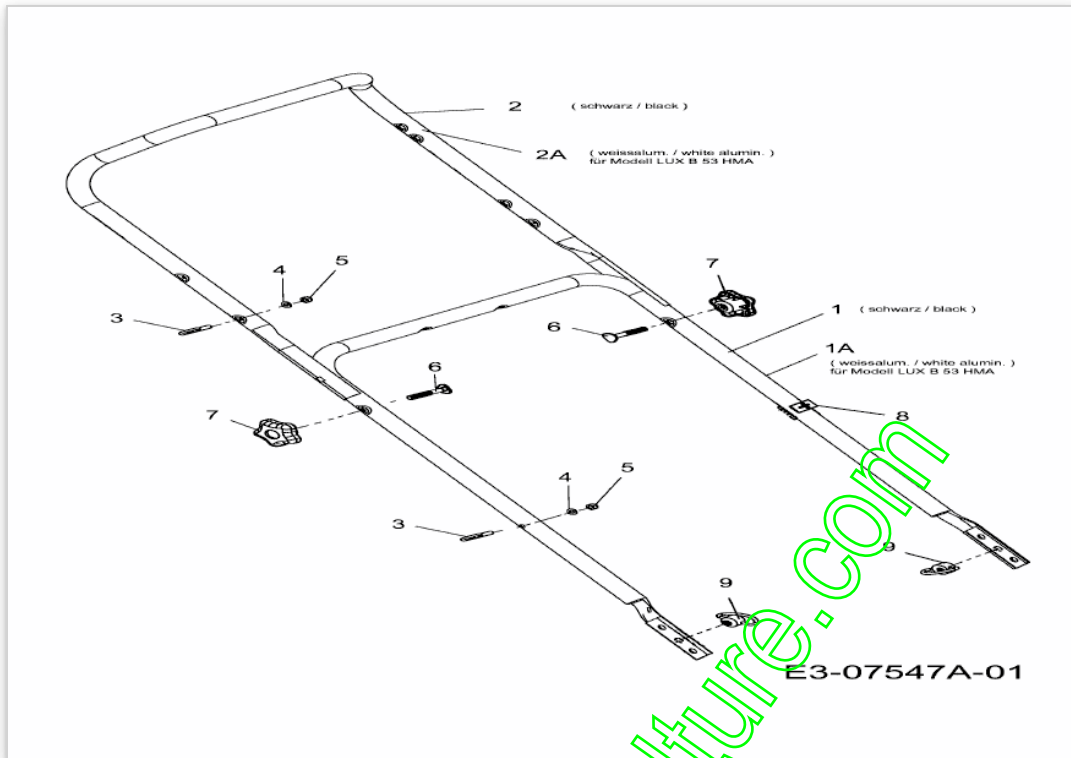 2 ( schwarz / black )
2A ( weissalum. / white alumin. )
für Modell LUX B 53 HMA
7
4 5
3
6
1 ( schwarz / black )
1A
( weissalum. / white alumin. )
für Modell LUX B 53 HMA
6
7
8
4 5
3
9
9
E3-07547A-01
lture.com